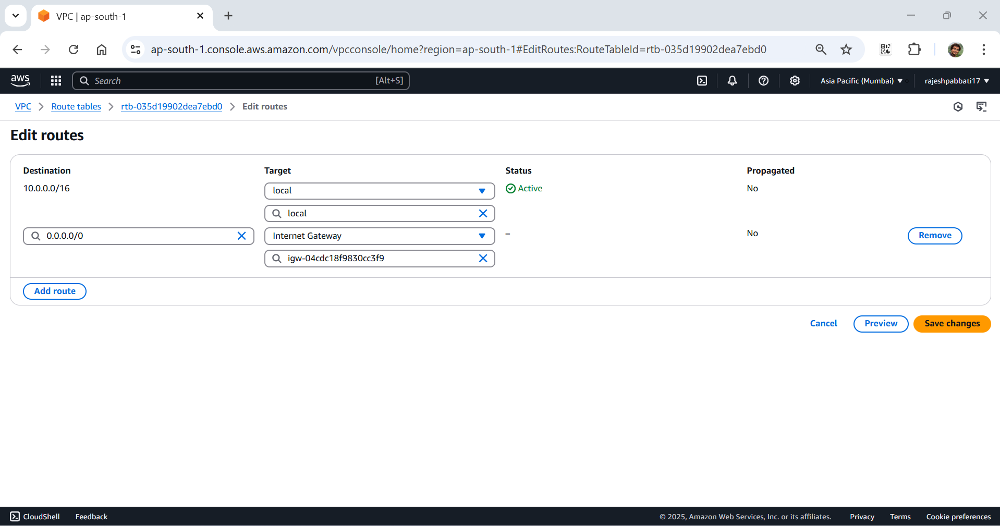 VPC | ap-south-1
ap-south-1.console.aws.amazon.com/vpcconsole/home?region=ap-south-1#EditRoutes:RouteTableId=rtb-035d19902dea7ebd0
aws Search [Alt+S] Asia Pacific (Mumbai) rajeshpabbati17
VPC Route tables rtb-035d19902dea7ebd0 Edit routes
Edit routes
Destination Target Status Propagated
10.0.0.0/16 local Active No
local
0.0.0.0/0 Internet Gateway – No Remove
igw-04cdc18f9830cc3f9
Add route
Cancel Preview Save changes
CloudShell Feedback © 2025, Amazon Web Services, Inc. or its affiliates. Privacy Terms Cookie preferences